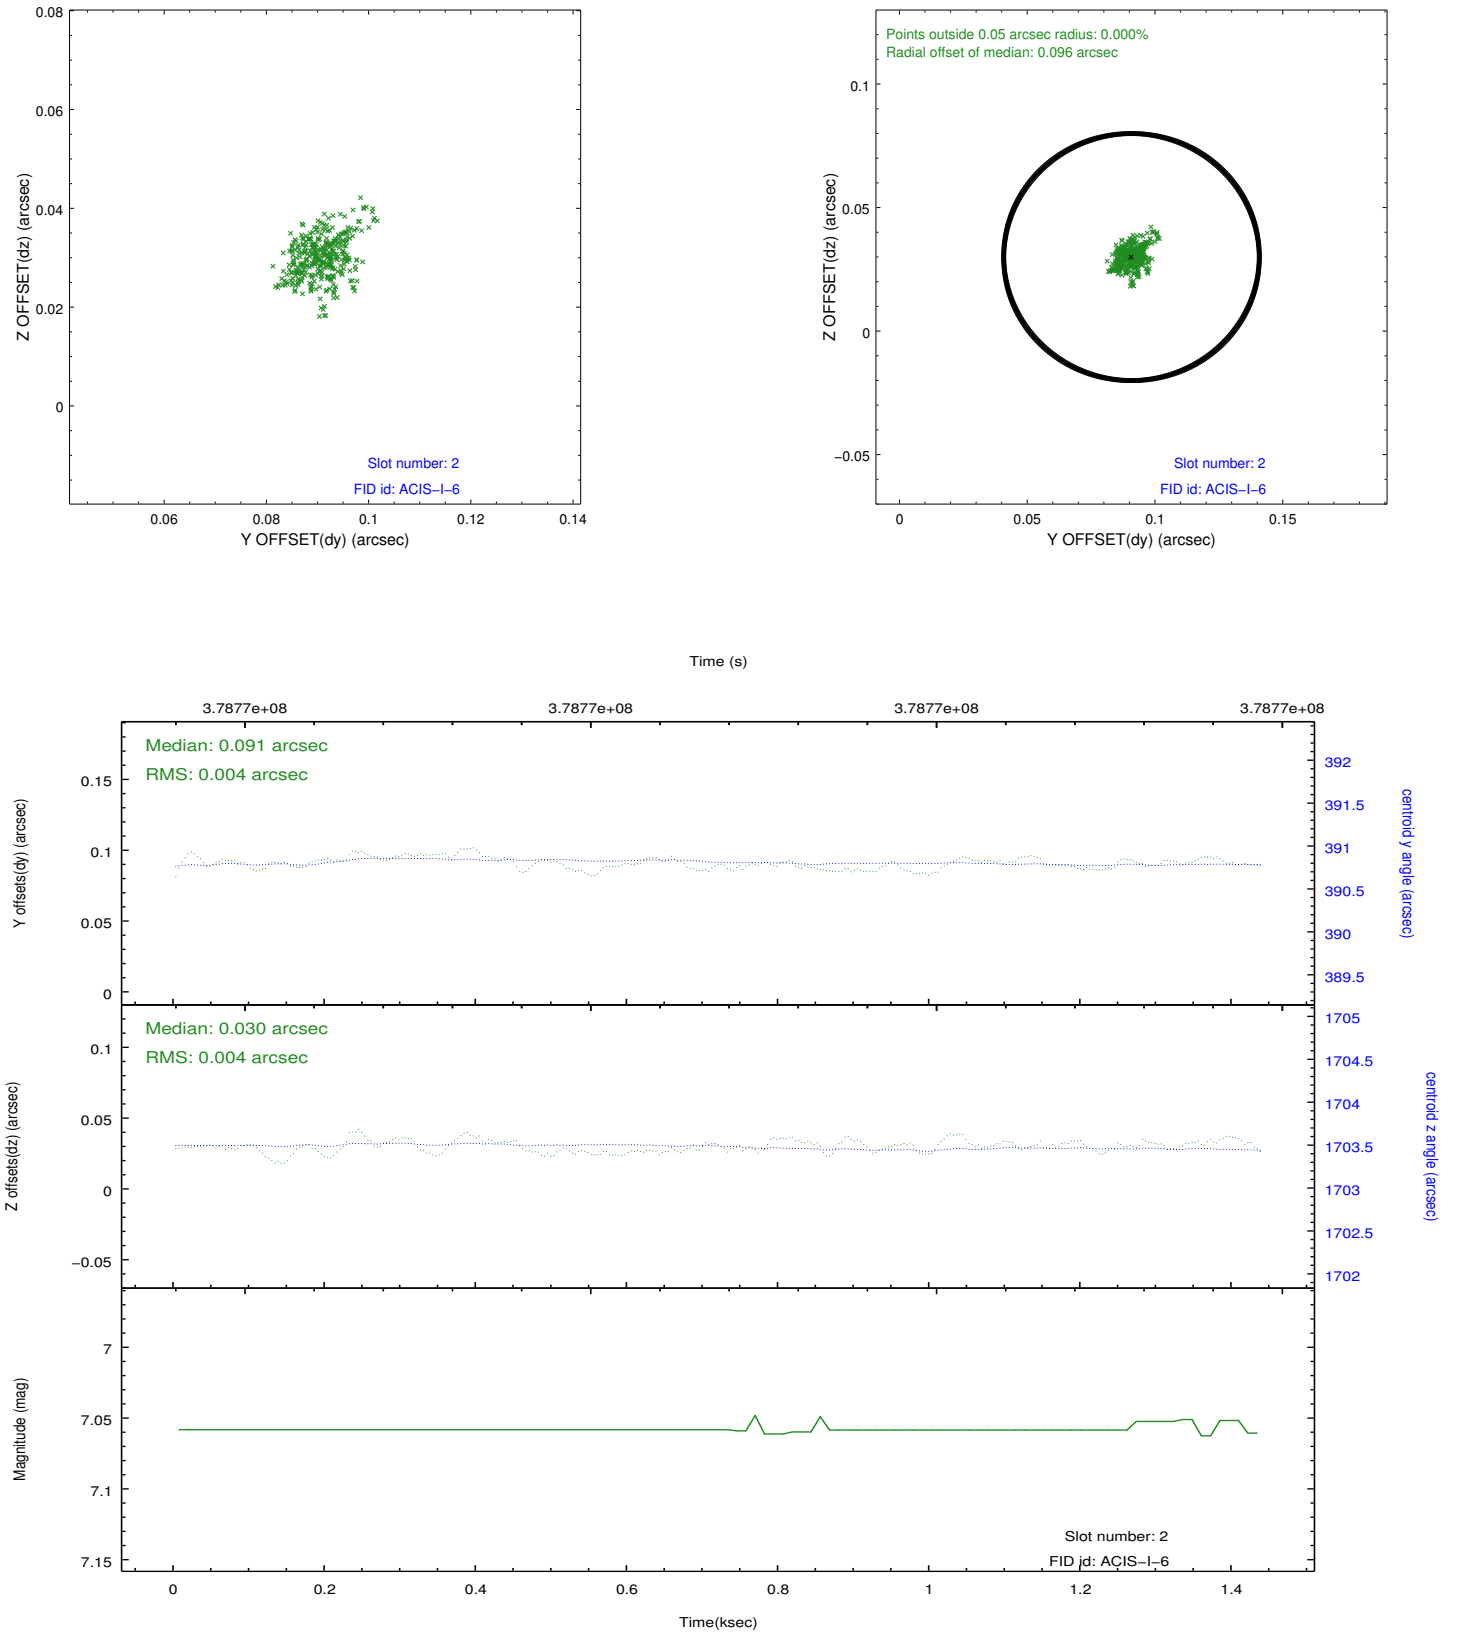 0.08
0.06
0.04
0.02
0
Z OFFSET(dz) (arcsec)
Slot number: 2
FID id: ACIS−I−6
0.06 0.08 0.1 0.12 0.14
Y OFFSET(dy) (arcsec)
Points outside 0.05 arcsec radius: 0.000%
Radial offset of median: 0.096 arcsec
0.1
0.05
0
−0.05
Z OFFSET(dz) (arcsec)
Slot number: 2
FID id: ACIS−I−6
0 0.05 0.1 0.15
Y OFFSET(dy) (arcsec)
Time (s)
3.7877e+08 3.7877e+08 3.7877e+08 3.7877e+08
Median: 0.091 arcsec
RMS: 0.004 arcsec
0.15
0.1
0.05
0
Y offsets(dy) (arcsec)
392
391.5
391
390.5
390
389.5
centroid y angle (arcsec)
Median: 0.030 arcsec
RMS: 0.004 arcsec
0.1
0.05
0
−0.05
Z offsets(dz) (arcsec)
1705
1704.5
1704
1703.5
1703
1702.5
1702
centroid z angle (arcsec)
7
7.05
7.1
7.15
Magnitude (mag)
Slot number: 2
FID id: ACIS−I−6
0 0.2 0.4 0.6 0.8 1 1.2 1.4
Time(ksec)